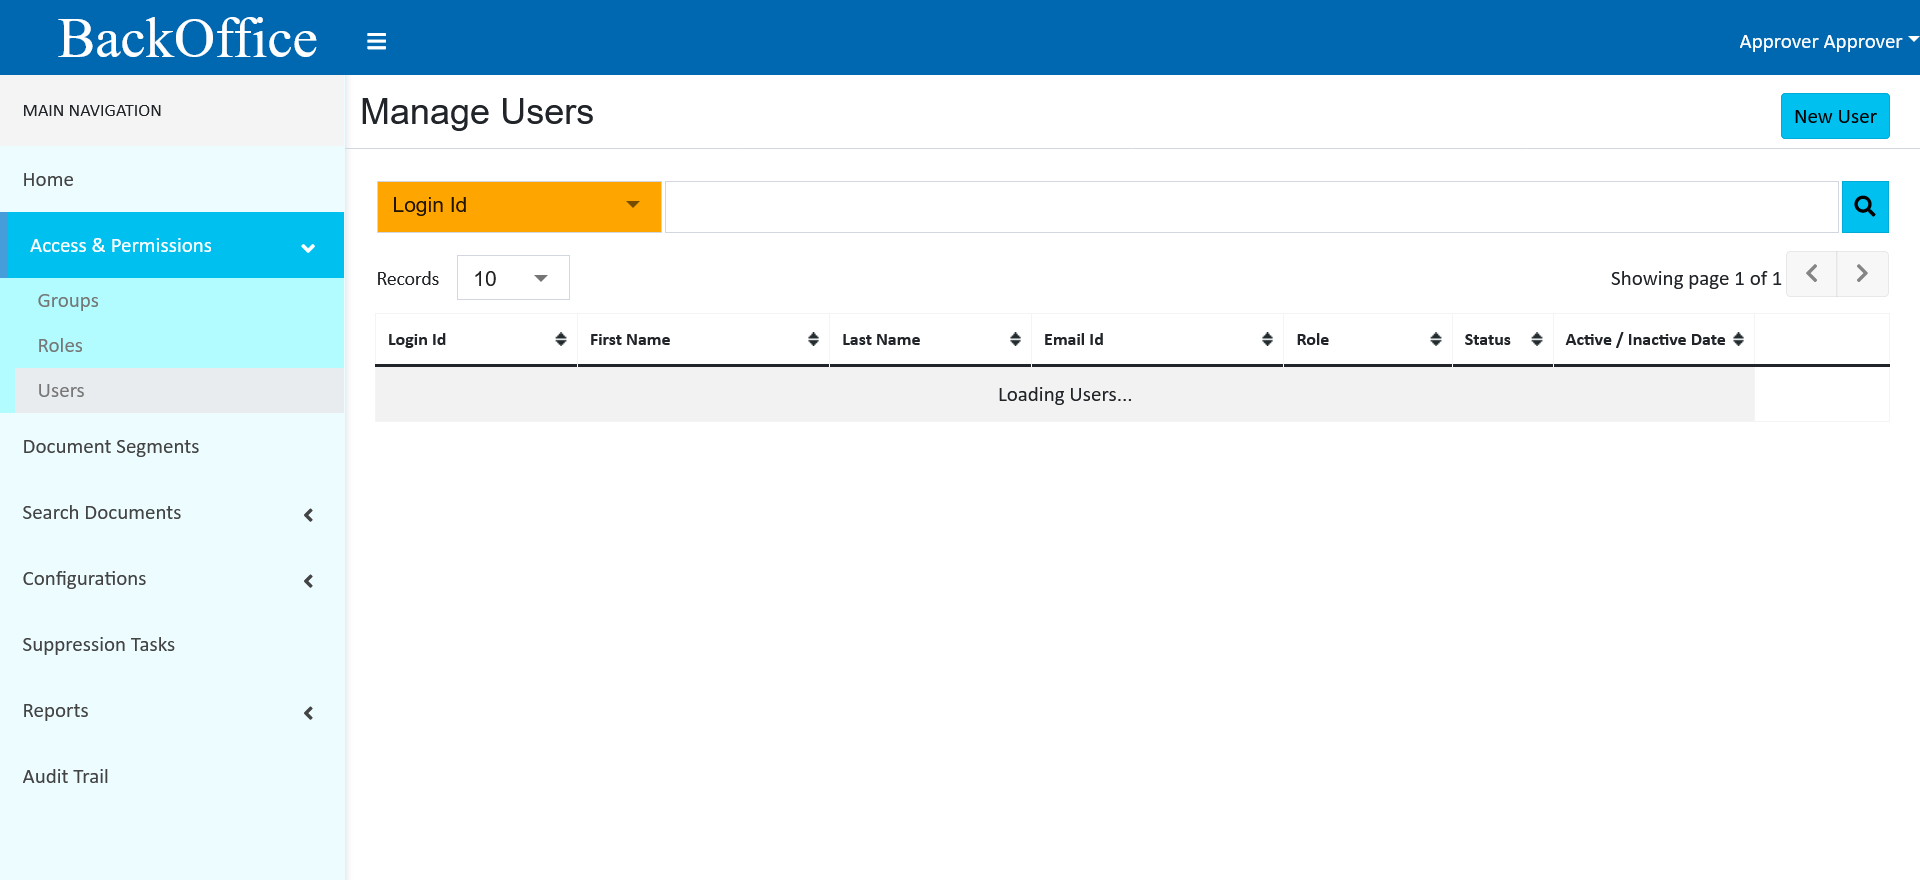 BackOffice
Approver Approver
MAIN NAVIGATION
Home
Access & Permissions
Groups
Roles
Users
Document Segments
Search Documents
Configurations
Suppression Tasks
Reports
Audit Trail
Manage Users
New User
Login Id
Records 10
Showing page 1 of 1
Login Id First Name Last Name Email Id Role Status Active / Inactive Date
Loading Users...